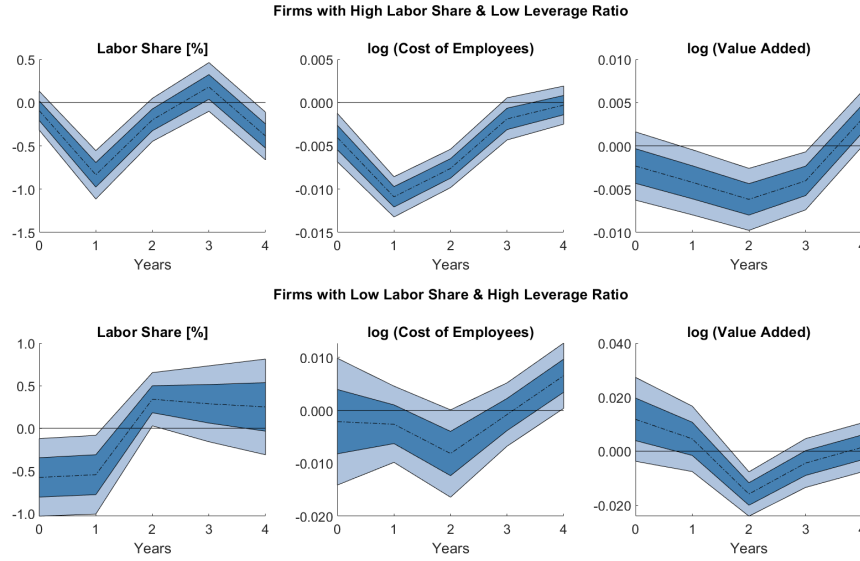 Firms with High Labor Share & Low Leverage Ratio
Labor Share [%]
0.5
0.0
-0.5
-1.0
-1.5
0 1 2 3 4
Years
log (Cost of Employees)
0.005
0.000
-0.005
-0.010
-0.015
0 1 2 3 4
Years
log (Value Added)
0.010
0.005
0.000
-0.005
-0.010
0 1 2 3 4
Years
Firms with Low Labor Share & High Leverage Ratio
Labor Share [%]
1.0
0.5
0.0
-0.5
-1.0
0 1 2 3 4
Years
log (Cost of Employees)
0.010
0.000
-0.010
-0.020
0 1 2 3 4
Years
log (Value Added)
0.040
0.020
0.000
-0.020
0 1 2 3 4
Years